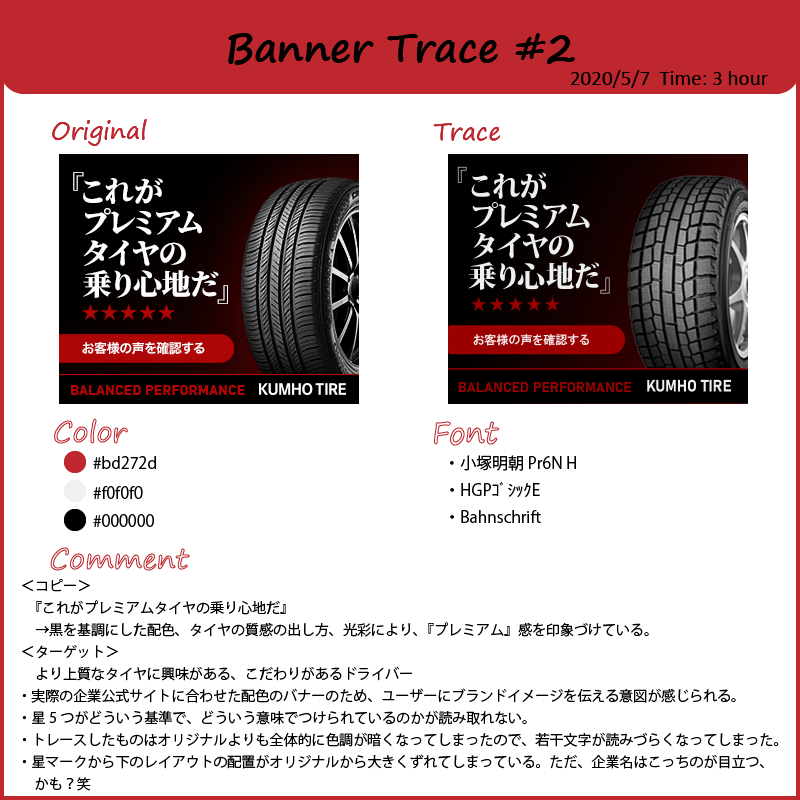 Banner Trace #2
2020/5/7 Time: 3 hour
Original
『これが
プレミアム
タイヤの
乗り心地だ』
★★★★★
お客様の声を確認する
BALANCED PERFORMANCE KUMHO TIRE
Trace
『これが
プレミアム
タイヤの
乗り心地だ』
★★★★★
お客様の声を確認する
BALANCED PERFORMANCE KUMHO TIRE
Color
#bd272d
#f0f0f0
#000000
Font
・小塚明朝 Pr6N H
・HGPｺﾞｼｯｸE
・Bahnschrift
Comment
＜コピー＞
『これがプレミアムタイヤの乗り心地だ』
→黒を基調にした配色、タイヤの質感の出し方、光彩により、『プレミアム』感を印象づけている。
＜ターゲット＞
より上質なタイヤに興味がある、こだわりがあるドライバー
・実際の企業公式サイトに合わせた配色のバナーのため、ユーザーにブランドイメージを伝える意図が感じられる。
・星５つがどういう基準で、どういう意味でつけられているのかが読み取れない。
・トレースしたものはオリジナルよりも全体的に色調が暗くなってしまったので、若干文字が読みづらくなってしまった。
・星マークから下のレイアウトの配置がオリジナルから大きくずれてしまっている。ただ、企業名はこっちのが目立つ、
かも？笑